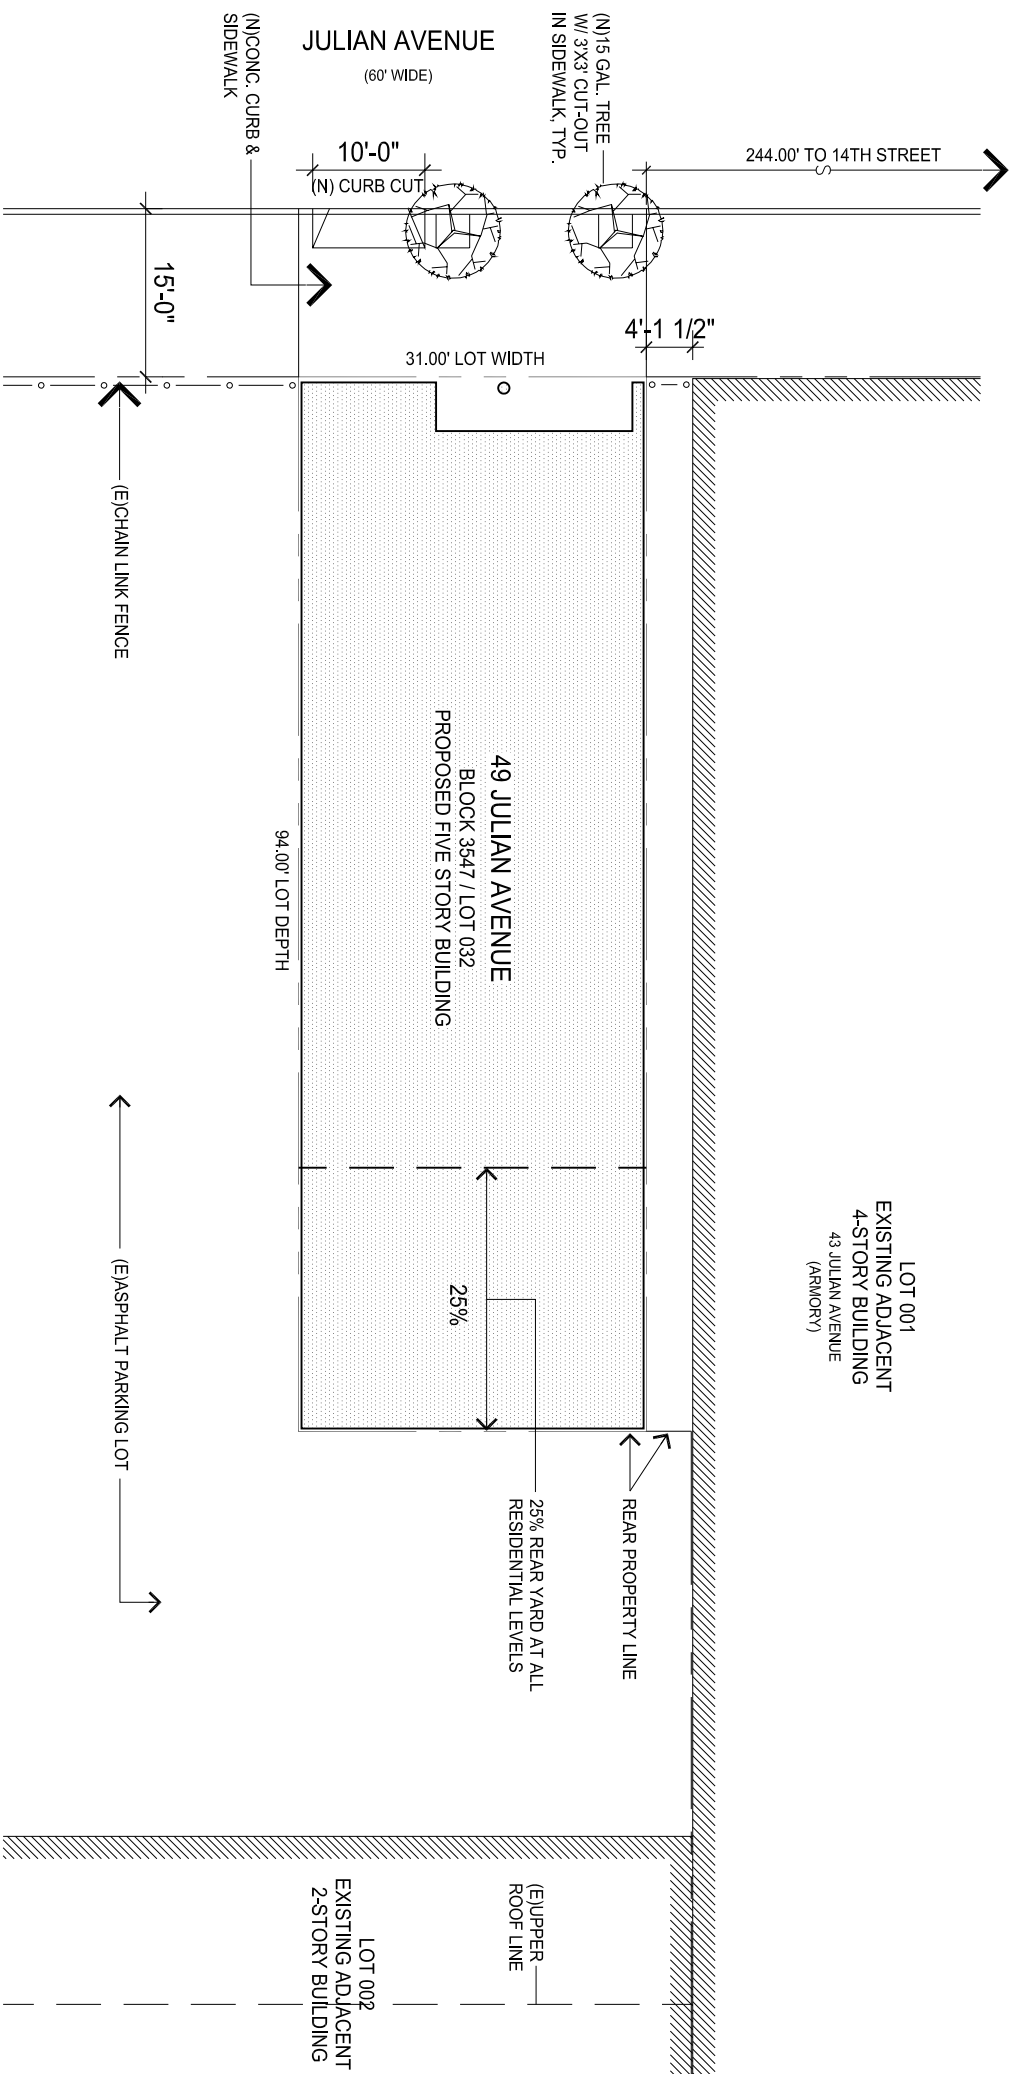 JULIAN AVENUE
(60' WIDE)
(N)CONC. CURB &
SIDEWALK
(N)15 GAL. TREE
W/ 3'X3' CUT-OUT
IN SIDEWALK, TYP.
244.00' TO 14TH STREET
S
10'-0"
(N) CURB CUT
15'-0"
4'-1 1/2"
31.00' LOT WIDTH
(E)CHAIN LINK FENCE
49 JULIAN AVENUE
BLOCK 3547 / LOT 032
PROPOSED FIVE STORY BUILDING
94.00' LOT DEPTH
LOT 001
EXISTING ADJACENT
4-STORY BUILDING
43 JULIAN AVENUE
(ARMORY)
25%
(E)ASPHALT PARKING LOT
REAR PROPERTY LINE
25% REAR YARD AT ALL
RESIDENTIAL LEVELS
(E)UPPER
ROOF LINE
LOT 002
EXISTING ADJACENT
2-STORY BUILDING